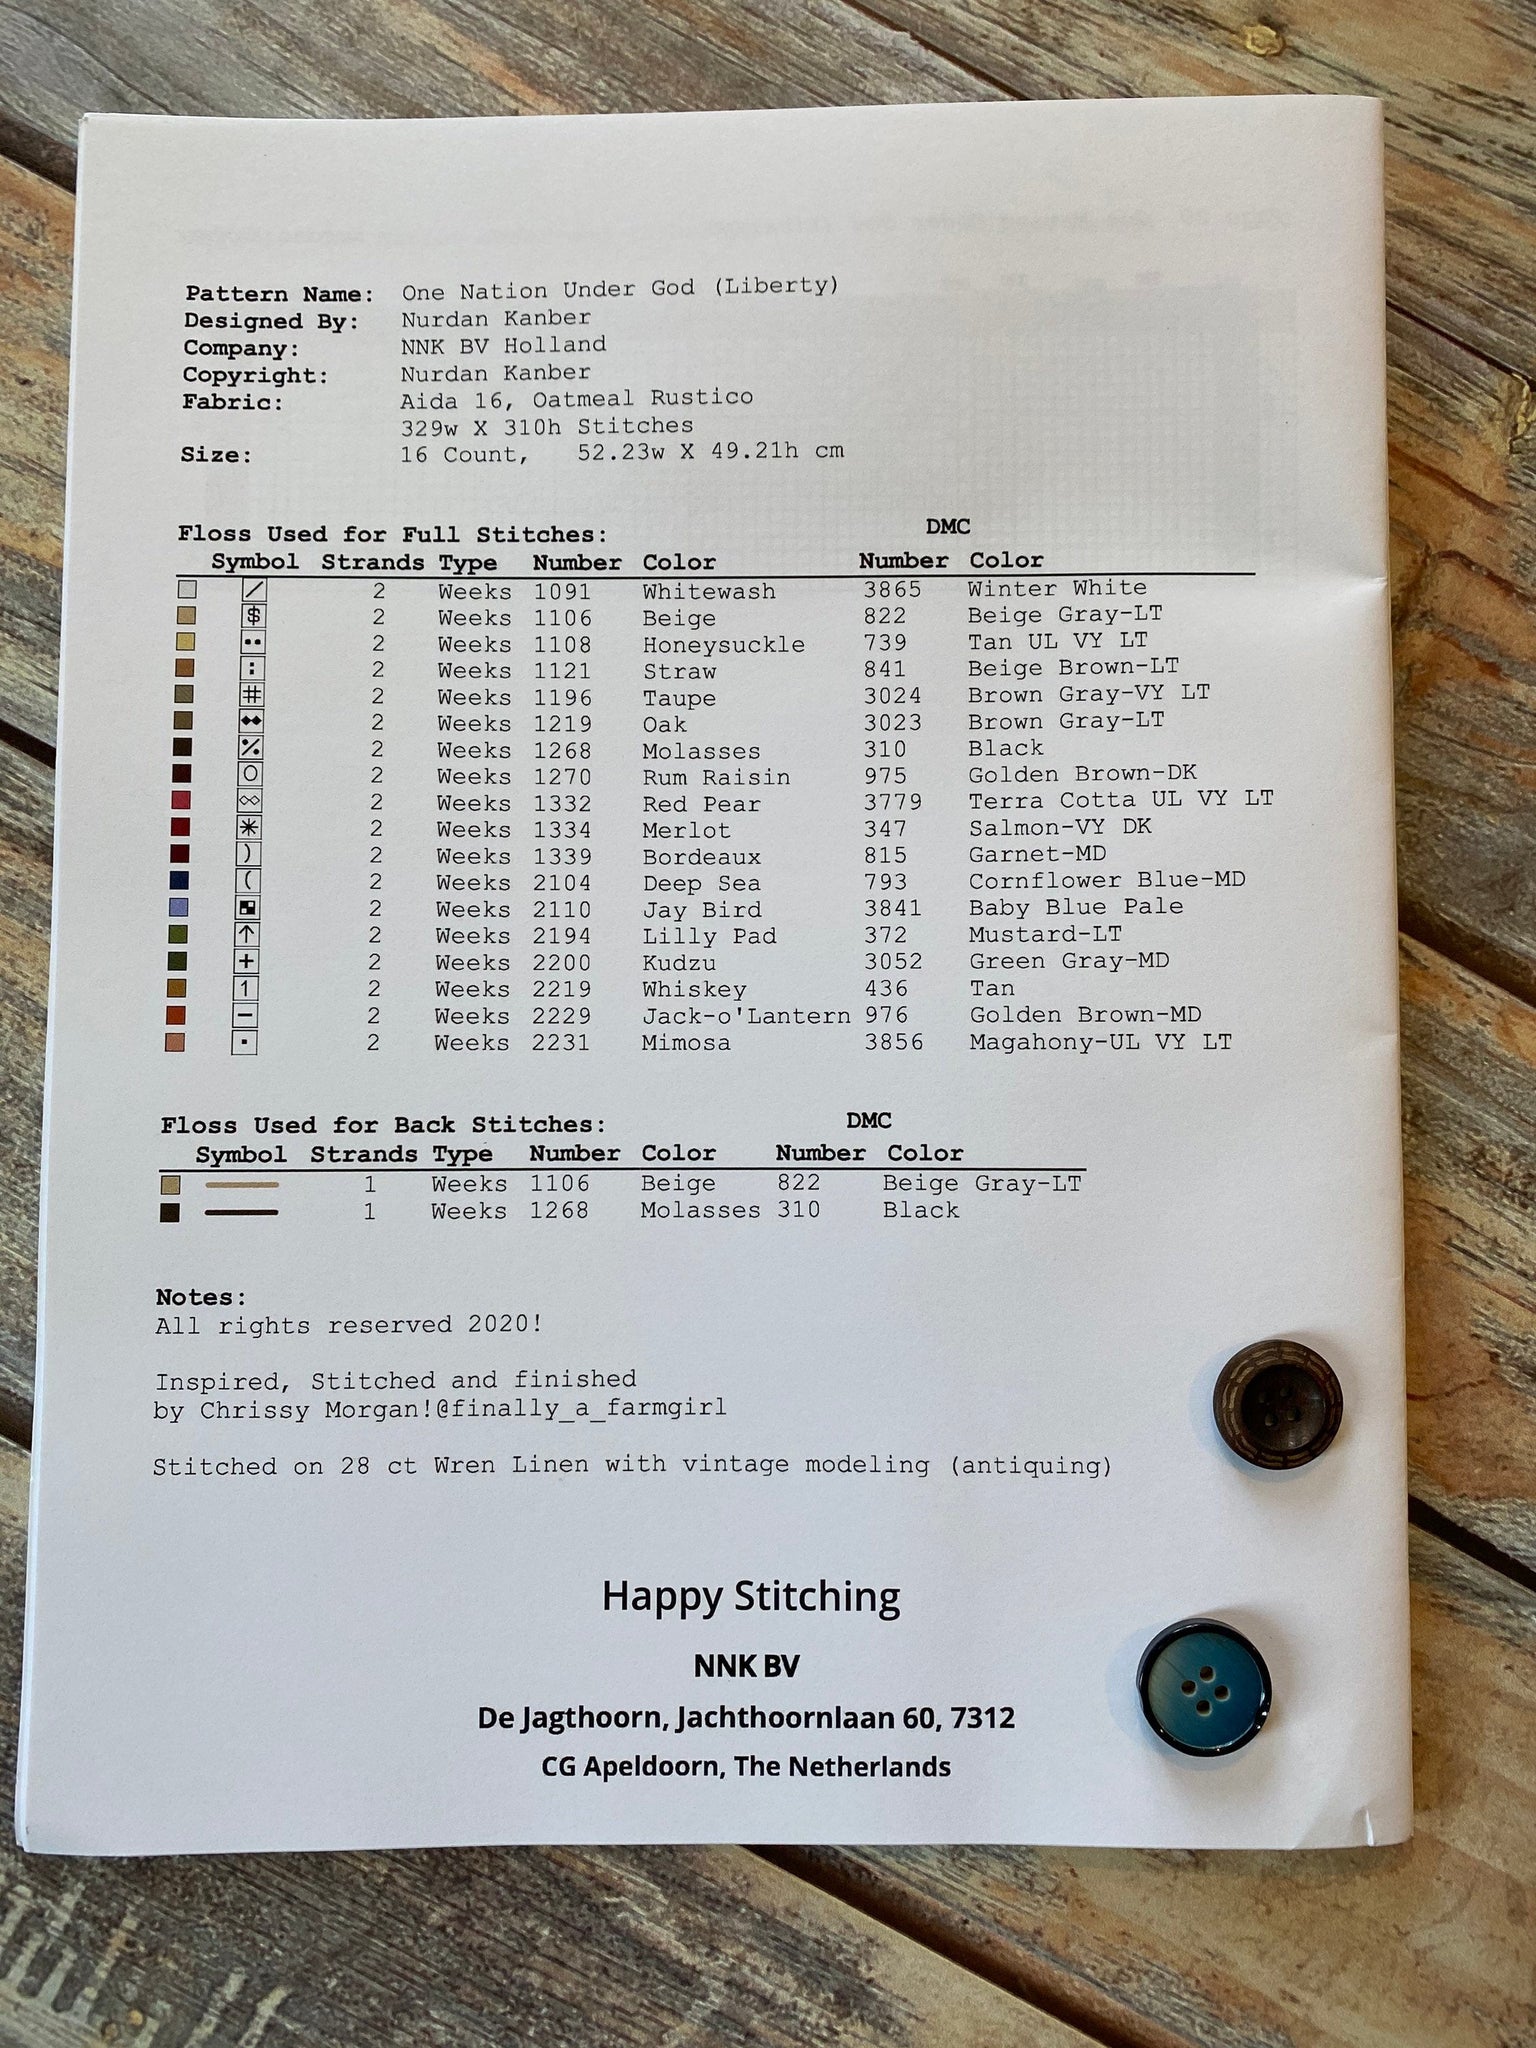 Pattern Name: One Nation Under God (Liberty)
Designed By: Nurdan Kanber
Company: NNK BV Holland
Copyright: Nurdan Kanber
Fabric: Aida 16, Oatmeal Rustico
329w X 310h Stitches
Size: 16 Count, 52.23w X 49.21h cm
Floss Used for Full Stitches: DMC
Symbol Strands Type Number Color Number Color
/ 2 Weeks 1091 Whitewash 3865 Winter White
$ 2 Weeks 1106 Beige 822 Beige Gray-LT
•• 2 Weeks 1108 Honeysuckle 739 Tan UL VY LT
: 2 Weeks 1121 Straw 841 Beige Brown-LT
# 2 Weeks 1196 Taupe 3024 Brown Gray-VY LT
◆◆ 2 Weeks 1219 Oak 3023 Brown Gray-LT
% 2 Weeks 1268 Molasses 310 Black
O 2 Weeks 1270 Rum Raisin 975 Golden Brown-DK
◇◇ 2 Weeks 1332 Red Pear 3779 Terra Cotta UL VY LT
* 2 Weeks 1334 Merlot 347 Salmon-VY DK
) 2 Weeks 1339 Bordeaux 815 Garnet-MD
( 2 Weeks 2104 Deep Sea 793 Cornflower Blue-MD
2 Weeks 2110 Jay Bird 3841 Baby Blue Pale
↑ 2 Weeks 2194 Lilly Pad 372 Mustard-LT
+ 2 Weeks 2200 Kudzu 3052 Green Gray-MD
1 2 Weeks 2219 Whiskey 436 Tan
− 2 Weeks 2229 Jack-o'Lantern 976 Golden Brown-MD
▪ 2 Weeks 2231 Mimosa 3856 Magahony-UL VY LT
Floss Used for Back Stitches: DMC
Symbol Strands Type Number Color Number Color
1 Weeks 1106 Beige 822 Beige Gray-LT
1 Weeks 1268 Molasses 310 Black
Notes:
All rights reserved 2020!
Inspired, Stitched and finished
by Chrissy Morgan!@finally_a_farmgirl
Stitched on 28 ct Wren Linen with vintage modeling (antiquing)
Happy Stitching
NNK BV
De Jagthoorn, Jachthoornlaan 60, 7312
CG Apeldoorn, The Netherlands